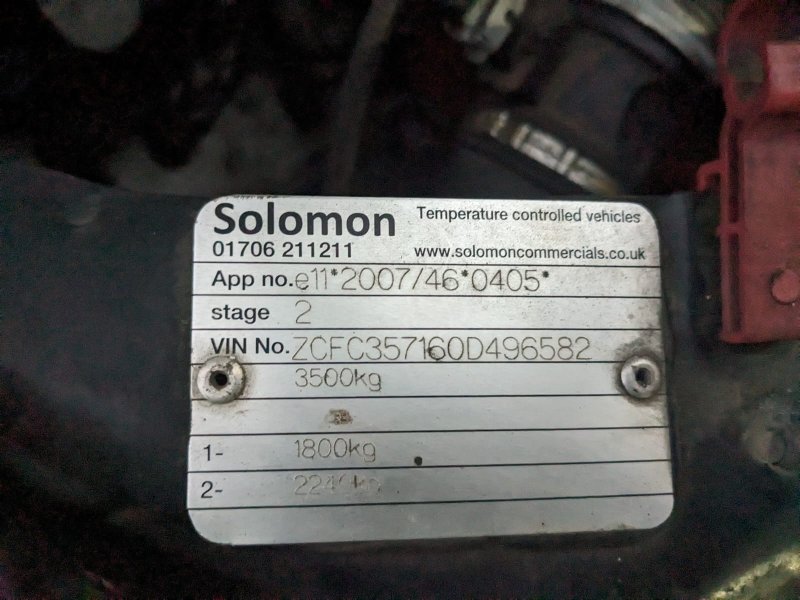 Solomon Temperature controlled vehicles
01706 211211 www.solomoncommercials.co.uk
App no. e11*2007/46*0405*
stage 2
VIN No. ZCFC357160D496582
3500kg
1- 1800kg
2- 2240kg